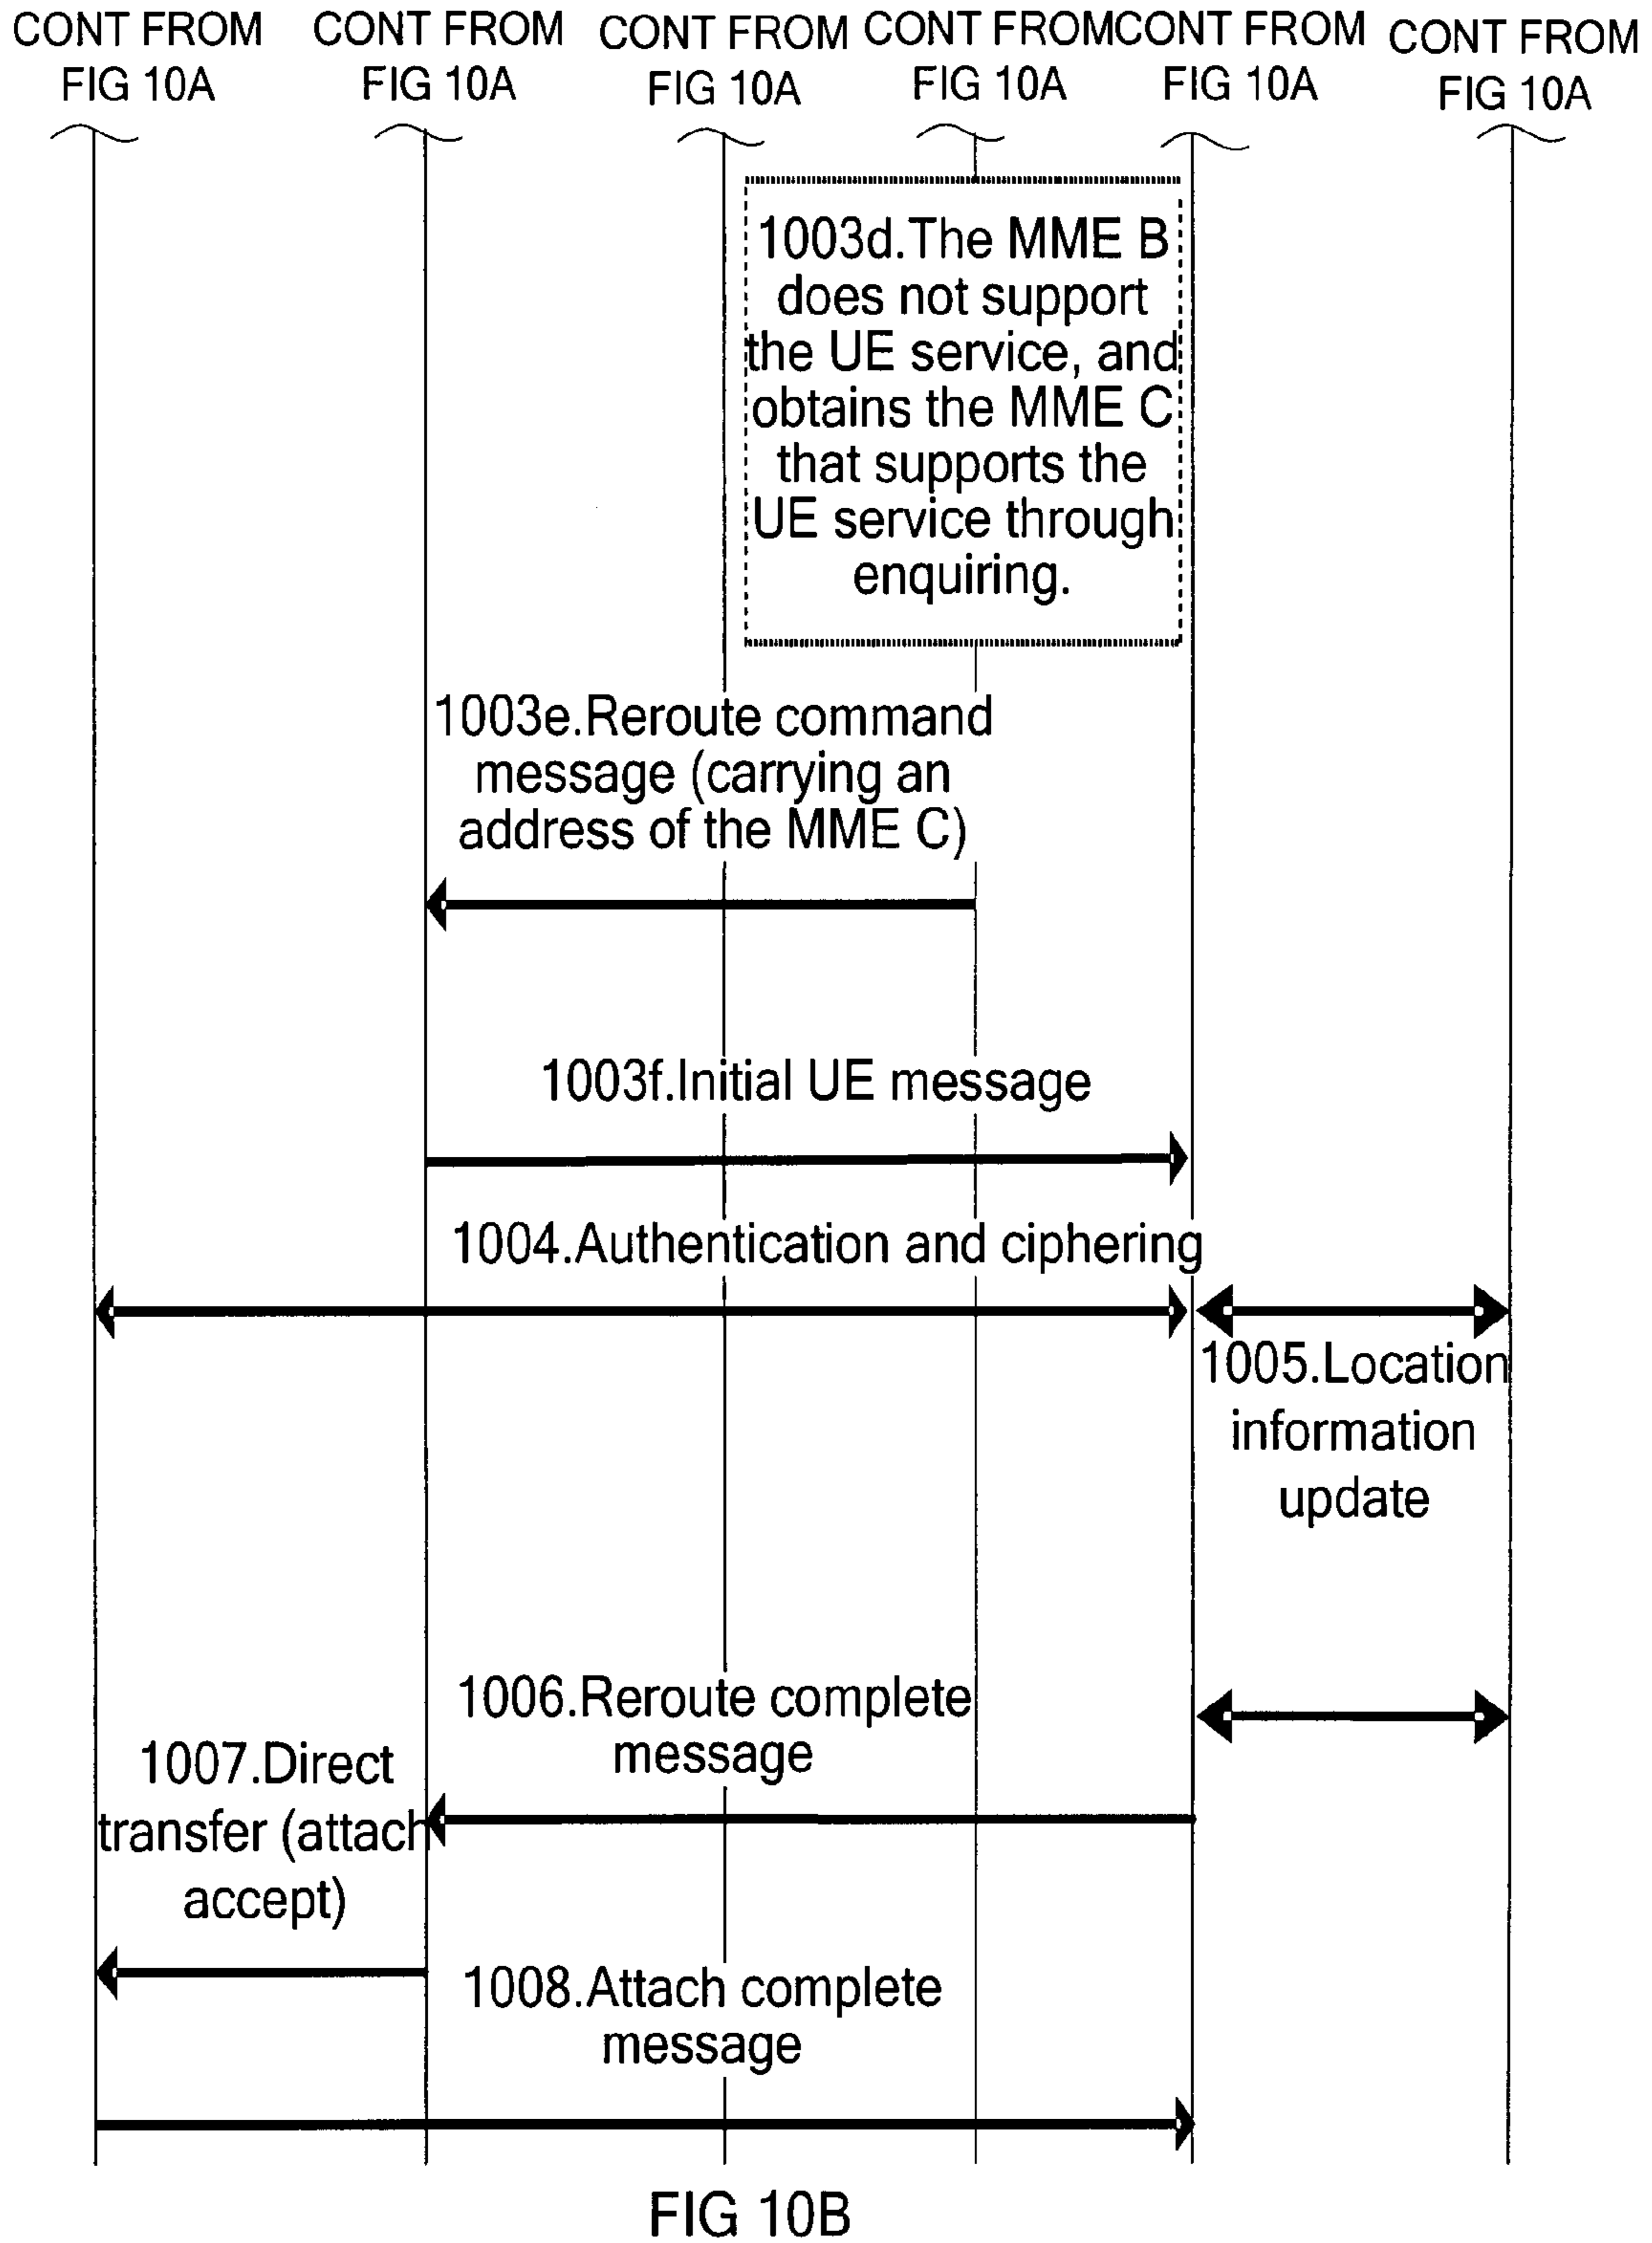 CONT FROM
FIG 10A
CONT FROM
FIG 10A
CONT FROM
FIG 10A
CONT FROM
FIG 10A
CONT FROM
FIG 10A
CONT FROM
FIG 10A
1003d.The MME B
does not support
the UE service, and
obtains the MME C
that supports the
UE service through
enquiring.
1003e.Reroute command
message (carrying an
address of the MME C)
1003f.Initial UE message
1004.Authentication and ciphering
1005.Location
information
update
1006.Reroute complete
message
1007.Direct
transfer (attach
accept)
1008.Attach complete
message
FIG 10B